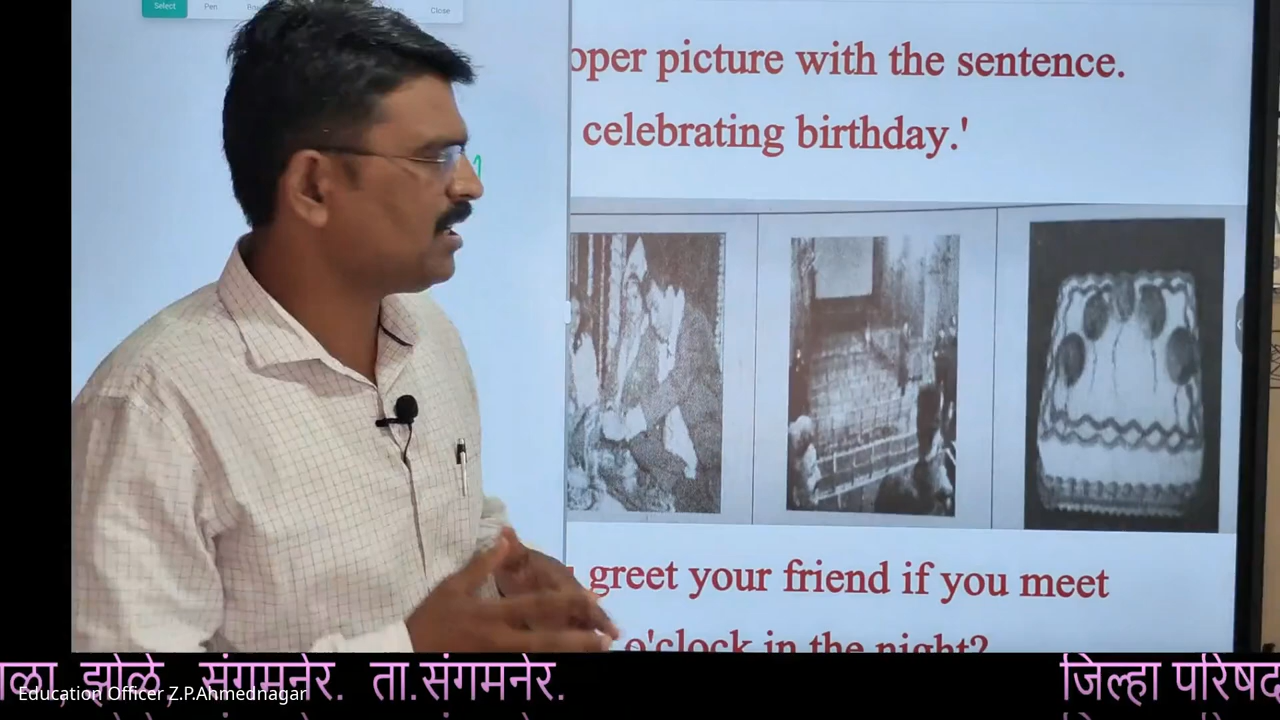 Select Pen Close
oper picture with the sentence.
celebrating birthday.'
greet your friend if you meet
o'clock in the night?
ळा, झोळे, संगमनेर. ता.संगमनेर. जिल्हा परिषद
Education Officer Z.P.Ahmednagar